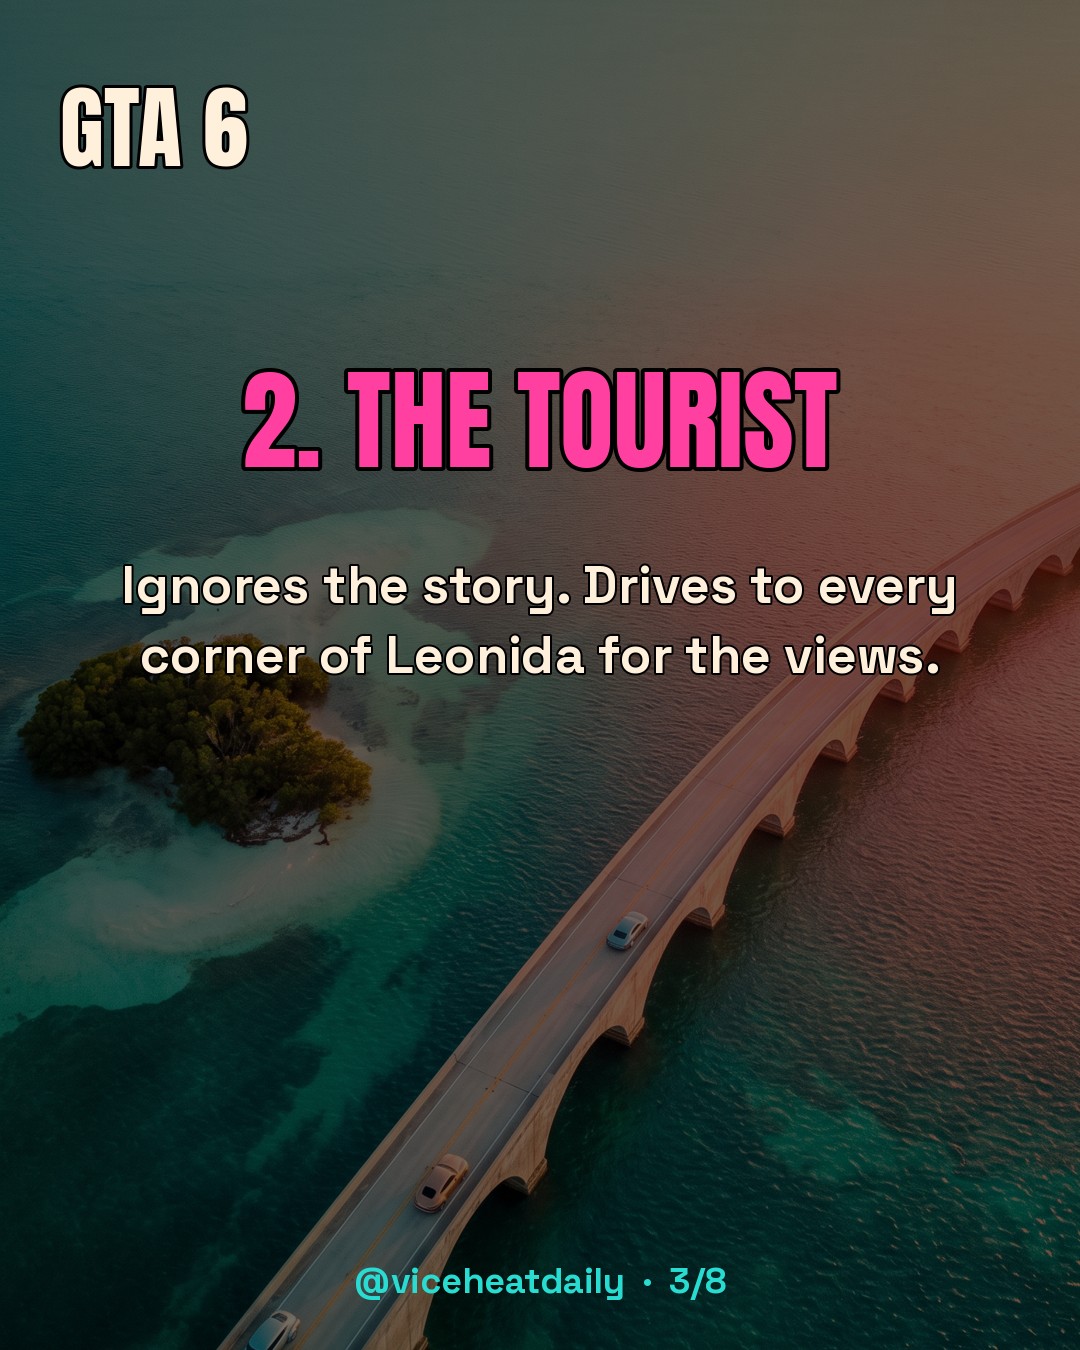 GTA 6
2. THE TOURIST
Ignores the story. Drives to every
corner of Leonida for the views.
@viceheatdaily · 3/8